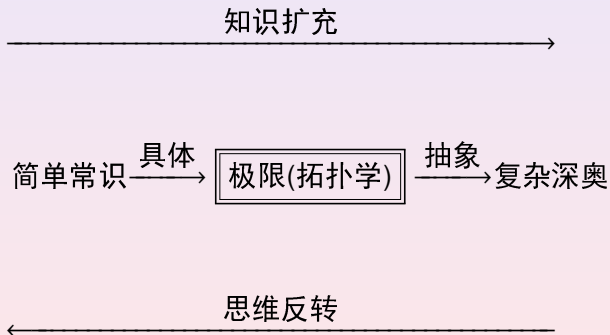 知识扩充
具体
抽象
简单常识
极限(拓扑学)
复杂深奥
思维反转